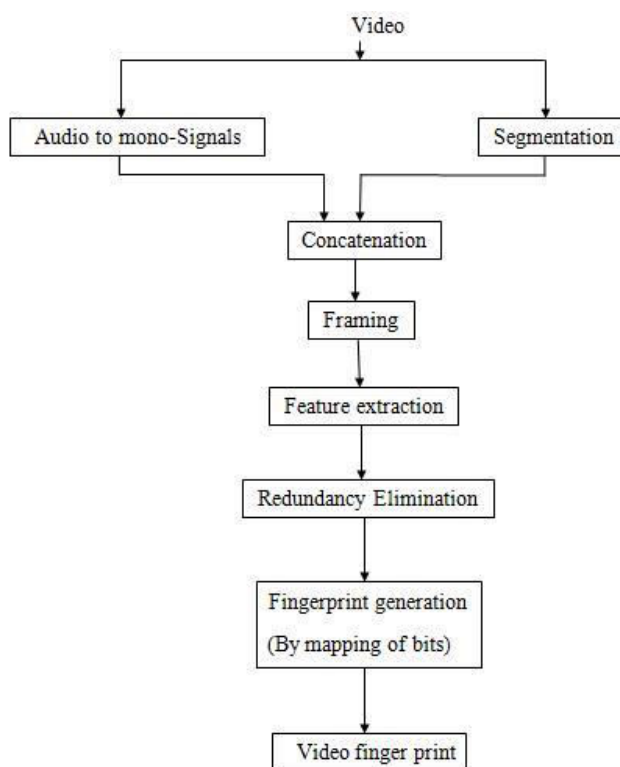 Video
Audio to mono-Signals
Segmentation
Concatenation
Framing
Feature extraction
Redundancy Elimination
Fingerprint generation
(By mapping of bits)
Video finger print